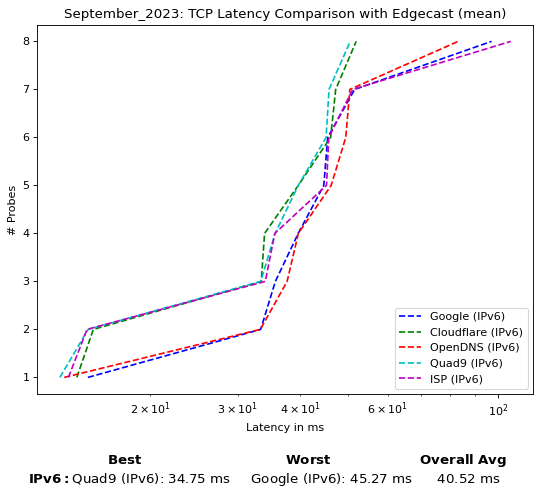 September_2023: TCP Latency Comparison with Edgecast (mean)
8
7
6
5
4
3
2
1
# Probes
2 × 10¹
3 × 10¹
4 × 10¹
6 × 10¹
10²
Latency in ms
Google (IPv6)
Cloudflare (IPv6)
OpenDNS (IPv6)
Quad9 (IPv6)
ISP (IPv6)
Best Worst Overall Avg
IPv6: Quad9 (IPv6): 34.75 ms Google (IPv6): 45.27 ms 40.52 ms